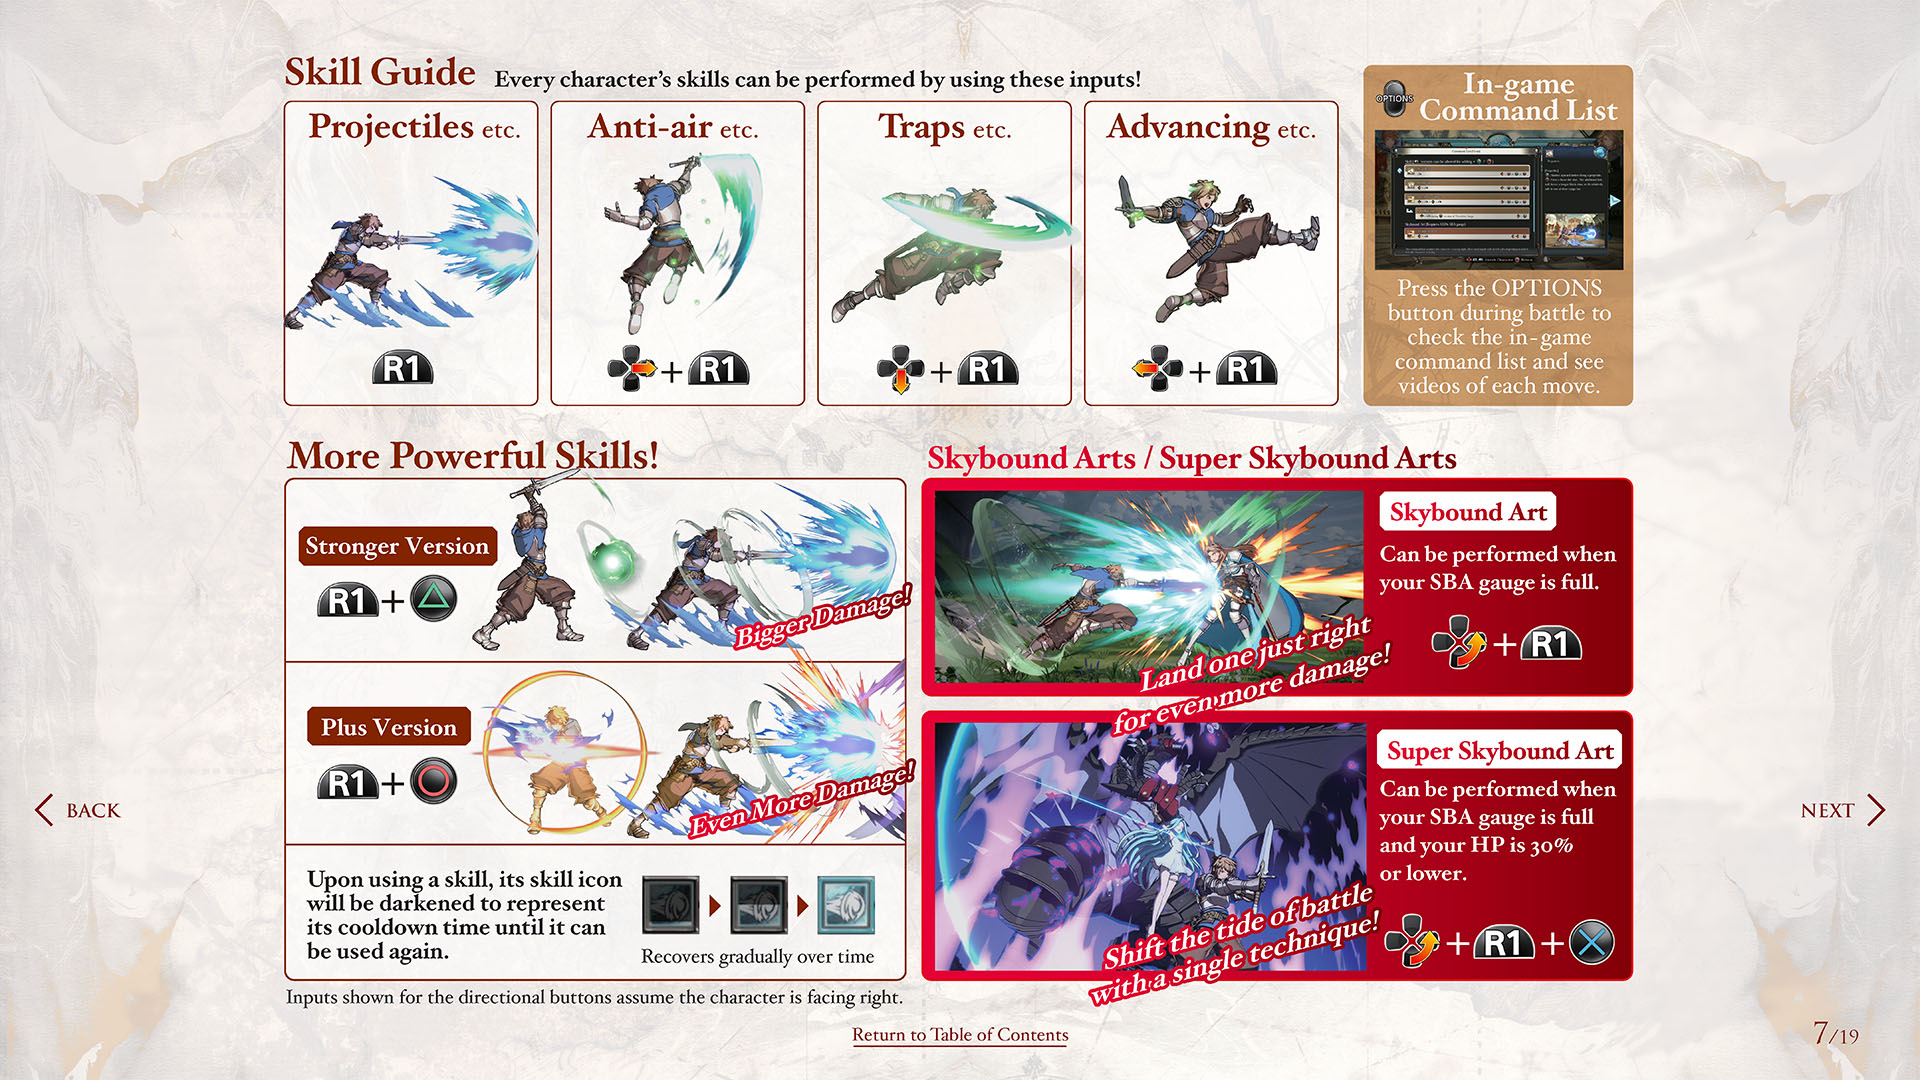 Skill Guide Every character's skills can be performed by using these inputs!
Projectiles etc.
R1
Anti-air etc.
+ R1
Traps etc.
+ R1
Advancing etc.
+ R1
OPTIONS
In-game
Command List
Press the OPTIONS
button during battle to
check the in-game
command list and see
videos of each move.
More Powerful Skills!
Stronger Version
R1 +
Bigger Damage!
Plus Version
R1 +
Even More Damage!
Upon using a skill, its skill icon
will be darkened to represent
its cooldown time until it can
be used again.
Recovers gradually over time
Inputs shown for the directional buttons assume the character is facing right.
Skybound Arts / Super Skybound Arts
Land one just right
for even more damage!
Skybound Art
Can be performed when
your SBA gauge is full.
+ R1
Shift the tide of battle
with a single technique!
Super Skybound Art
Can be performed when
your SBA gauge is full
and your HP is 30%
or lower.
+ R1 +
BACK
NEXT
Return to Table of Contents
7/19